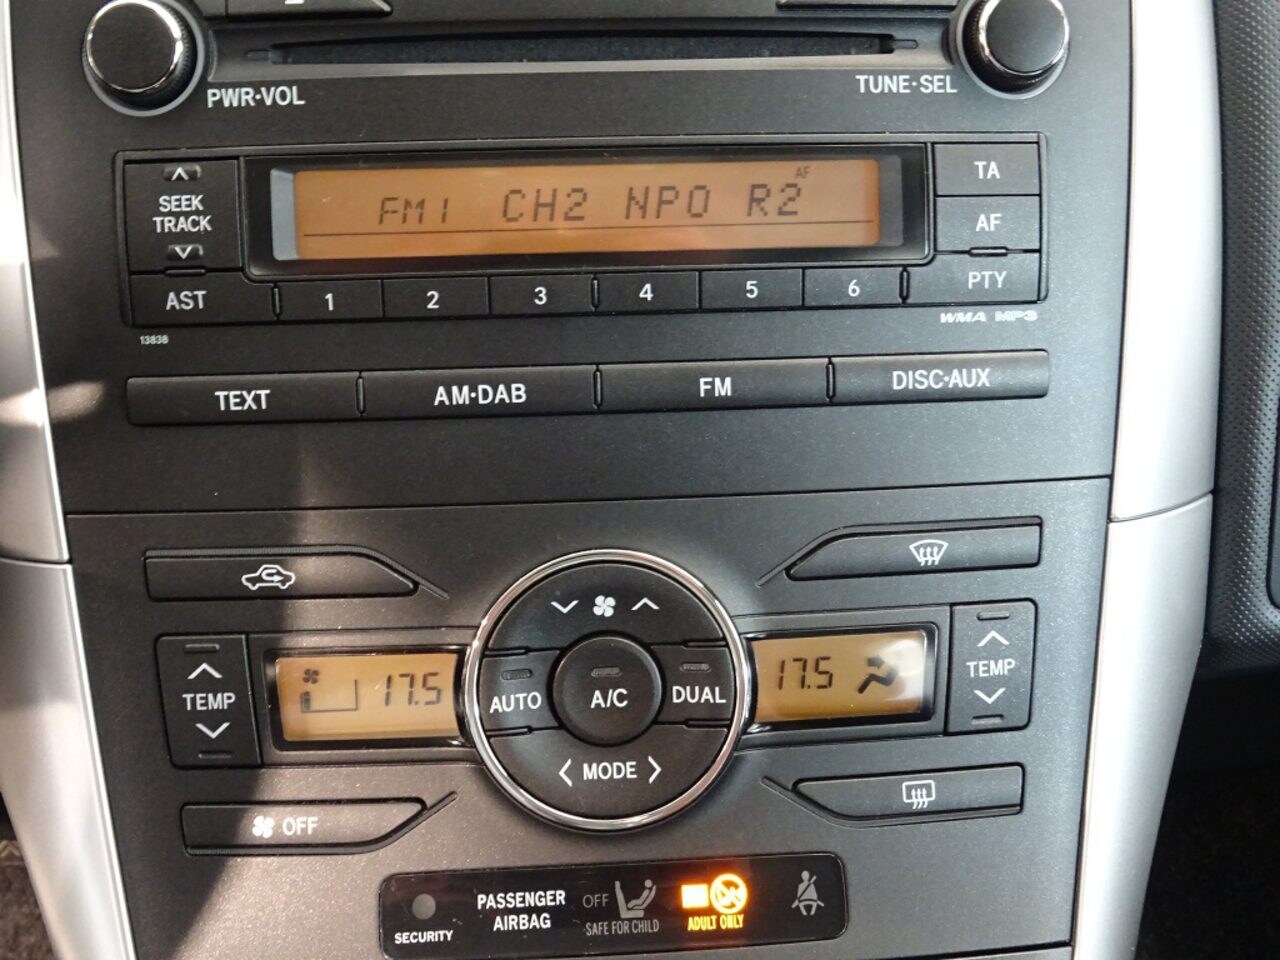 PWR·VOL
TUNE·SEL
SEEK
TRACK
AF
FM1 CH2 NPO R2
TA
AF
PTY
AST
1 2 3 4 5 6
WMA MP3
13838
TEXT
AM·DAB
FM
DISC·AUX
TEMP
17.5
AUTO
A/C
DUAL
17.5
TEMP
MODE
OFF
SECURITY
PASSENGER
AIRBAG
OFF
SAFE FOR CHILD
ADULT ONLY